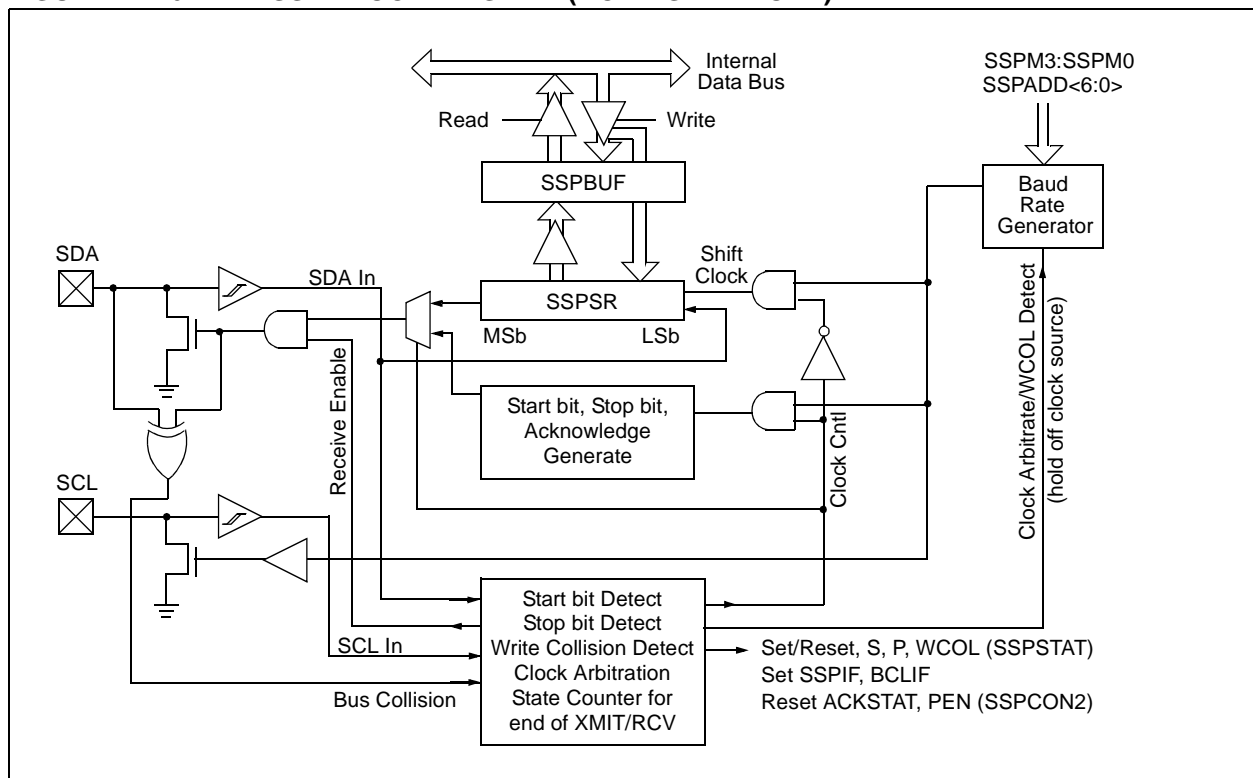 Internal
Data Bus
SSPM3:SSPM0
SSPADD<6:0>
Read
Write
SSPBUF
Baud
Rate
Generator
SDA
SDA In
Shift
Clock
SSPSR
MSb
LSb
Start bit, Stop bit,
Acknowledge
Generate
Receive Enable
Clock Cntl
Clock Arbitrate/WCOL Detect
(hold off clock source)
SCL
SCL In
Bus Collision
Start bit Detect
Stop bit Detect
Write Collision Detect
Clock Arbitration
State Counter for
end of XMIT/RCV
Set/Reset, S, P, WCOL (SSPSTAT)
Set SSPIF, BCLIF
Reset ACKSTAT, PEN (SSPCON2)